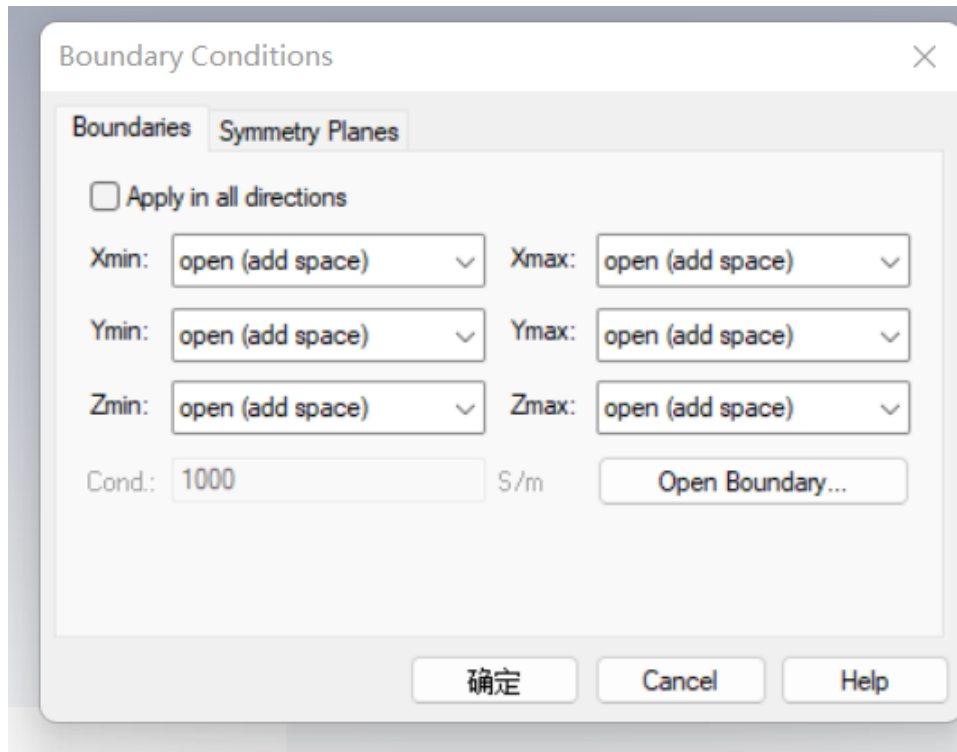 Boundary Conditions
Boundaries Symmetry Planes
Apply in all directions
Xmin: open (add space) Xmax: open (add space)
Ymin: open (add space) Ymax: open (add space)
Zmin: open (add space) Zmax: open (add space)
Cond.: 1000 S/m Open Boundary...
确定 Cancel Help